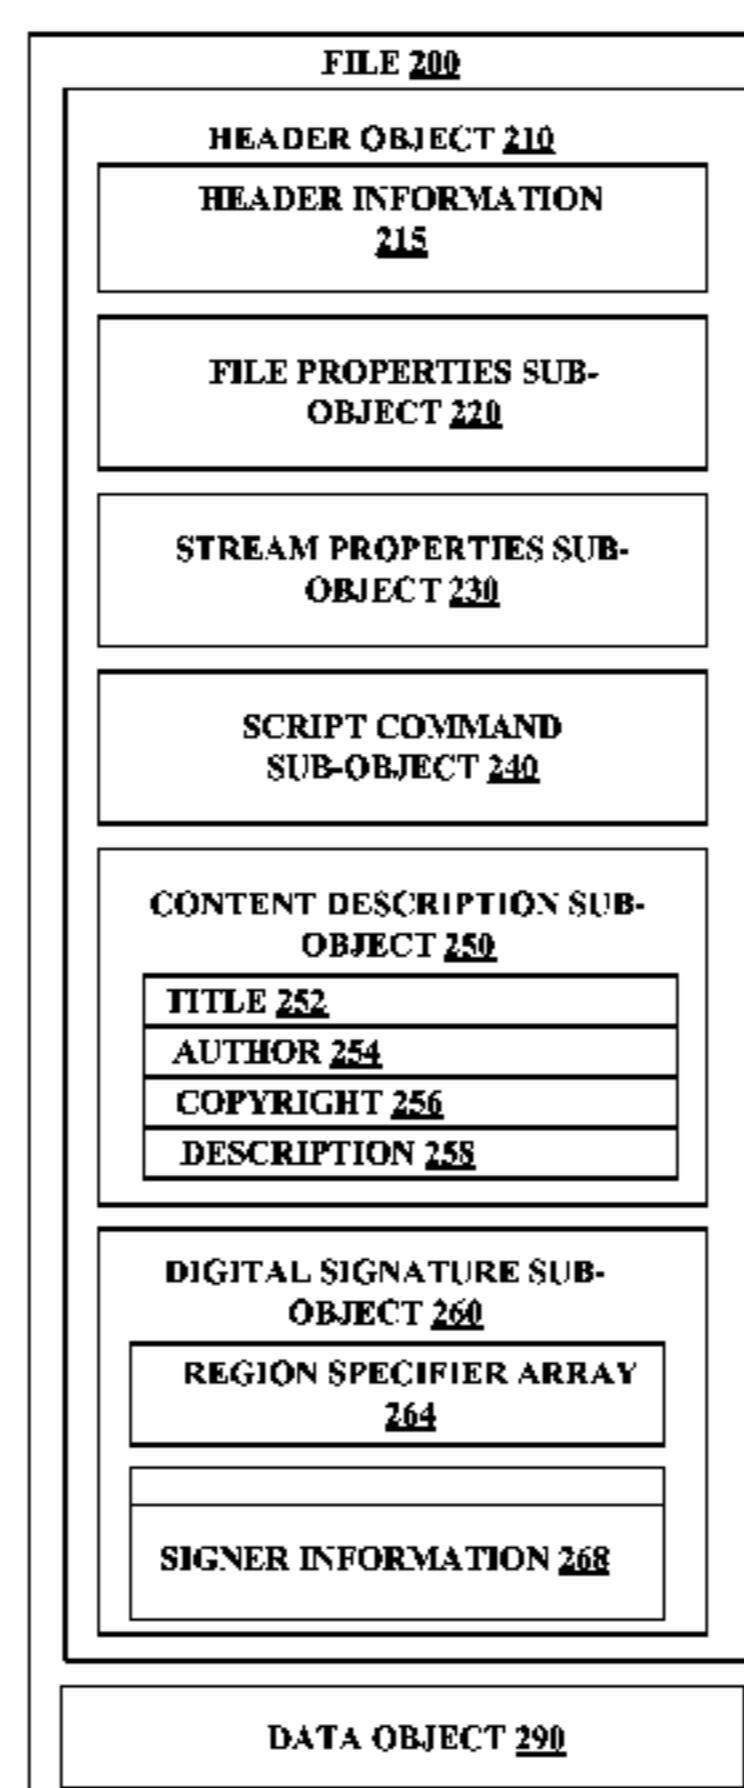 FILE 200
HEADER OBJECT 210
HEADER INFORMATION
215
FILE PROPERTIES SUB-
OBJECT 220
STREAM PROPERTIES SUB-
OBJECT 230
SCRIPT COMMAND
SUB-OBJECT 240
CONTENT DESCRIPTION SUB-
OBJECT 250
TITLE 252
AUTHOR 254
COPYRIGHT 256
DESCRIPTION 258
DIGITAL SIGNATURE SUB-
OBJECT 260
REGION SPECIFIER ARRAY
264
SIGNER INFORMATION 268
DATA OBJECT 290